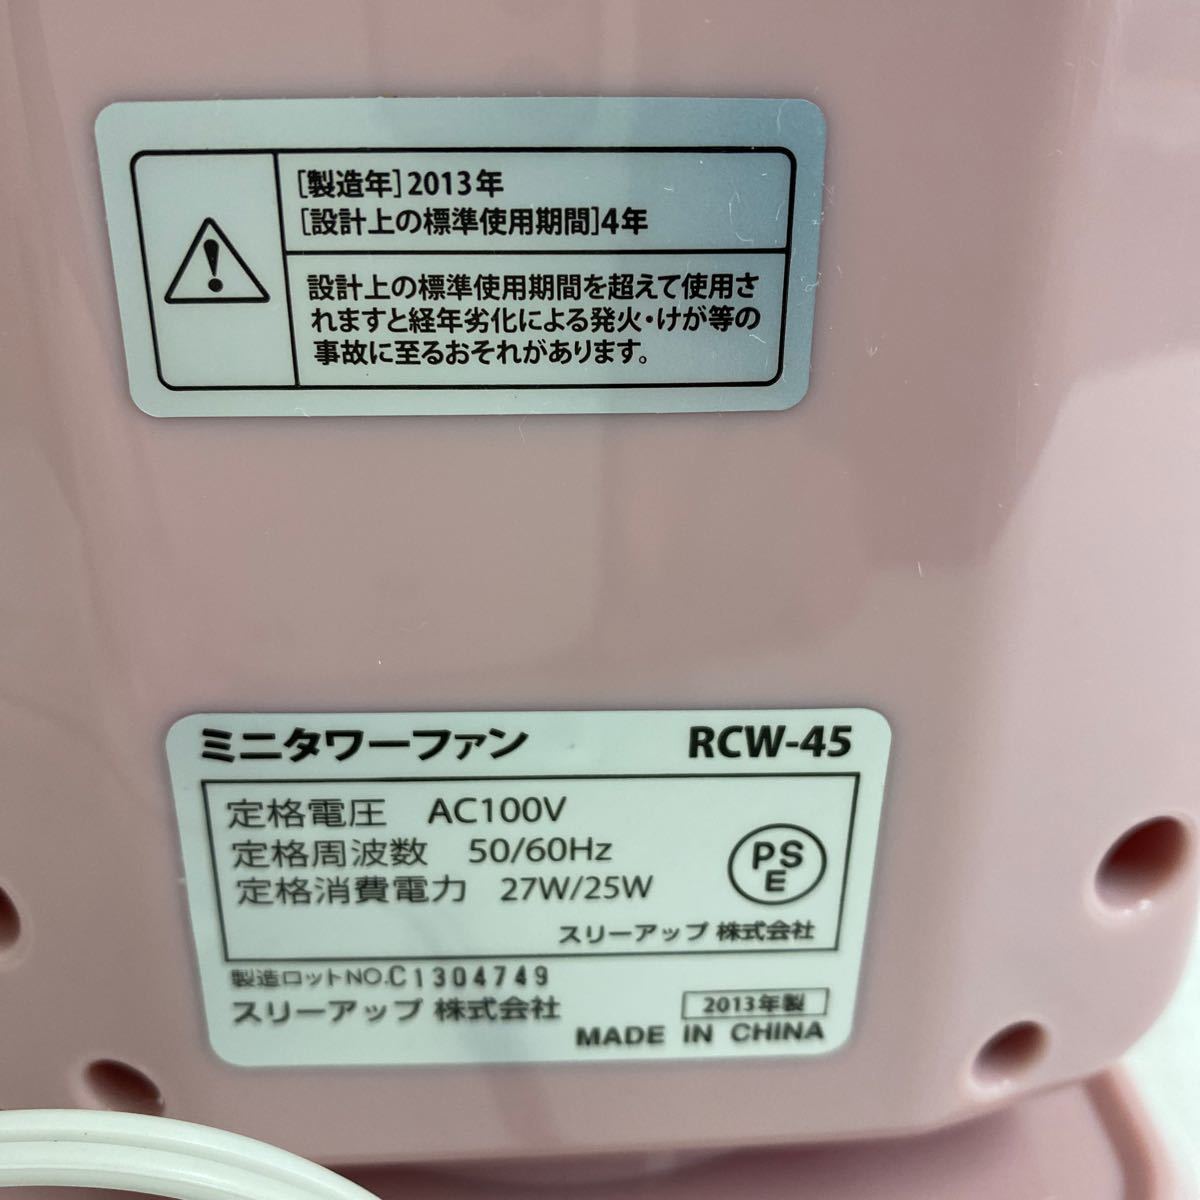 [製造年]2013年
[設計上の標準使用期間]4年
設計上の標準使用期間を超えて使用さ
れますと経年劣化による発火・けが等の
事故に至るおそれがあります。
ミニタワーファン RCW-45
定格電圧 AC100V
定格周波数 50/60Hz
定格消費電力 27W/25W
PSE
スリーアップ 株式会社
製造ロットNO.C1304749
スリーアップ 株式会社
2013年製
MADE IN CHINA